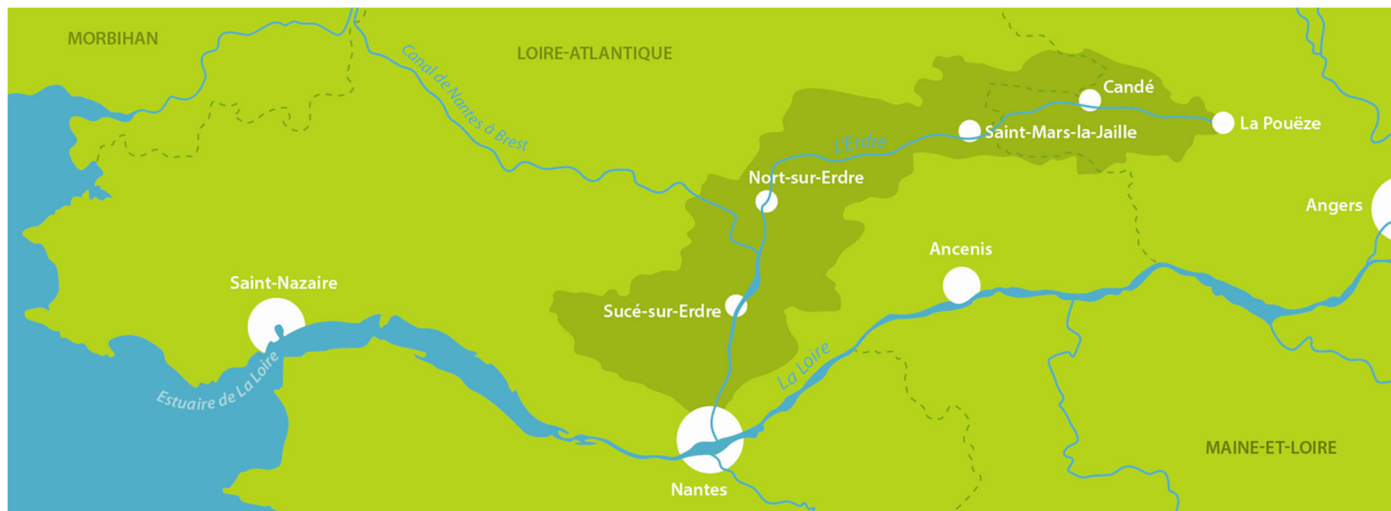 MORBIHAN
Canal de Nantes à Brest
LOIRE-ATLANTIQUE
Candé
La Pouëze
Saint-Mars-la-Jaille
L'Erdre
Nort-sur-Erdre
Angers
Ancenis
Saint-Nazaire
Sucé-sur-Erdre
La Loire
Estuaire de La Loire
MAINE-ET-LOIRE
Nantes